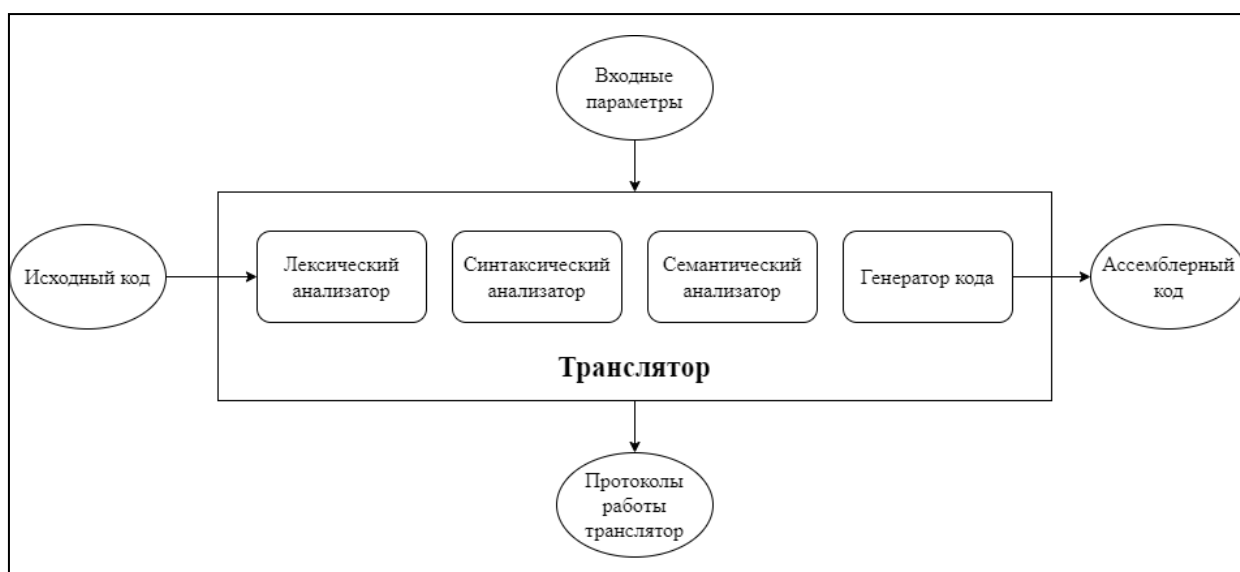 Входные
параметры
Исходный код
Лексический
анализатор
Синтаксический
анализатор
Семантический
анализатор
Генератор кода
Ассемблерный
код
Транслятор
Протоколы
работы
транслятор